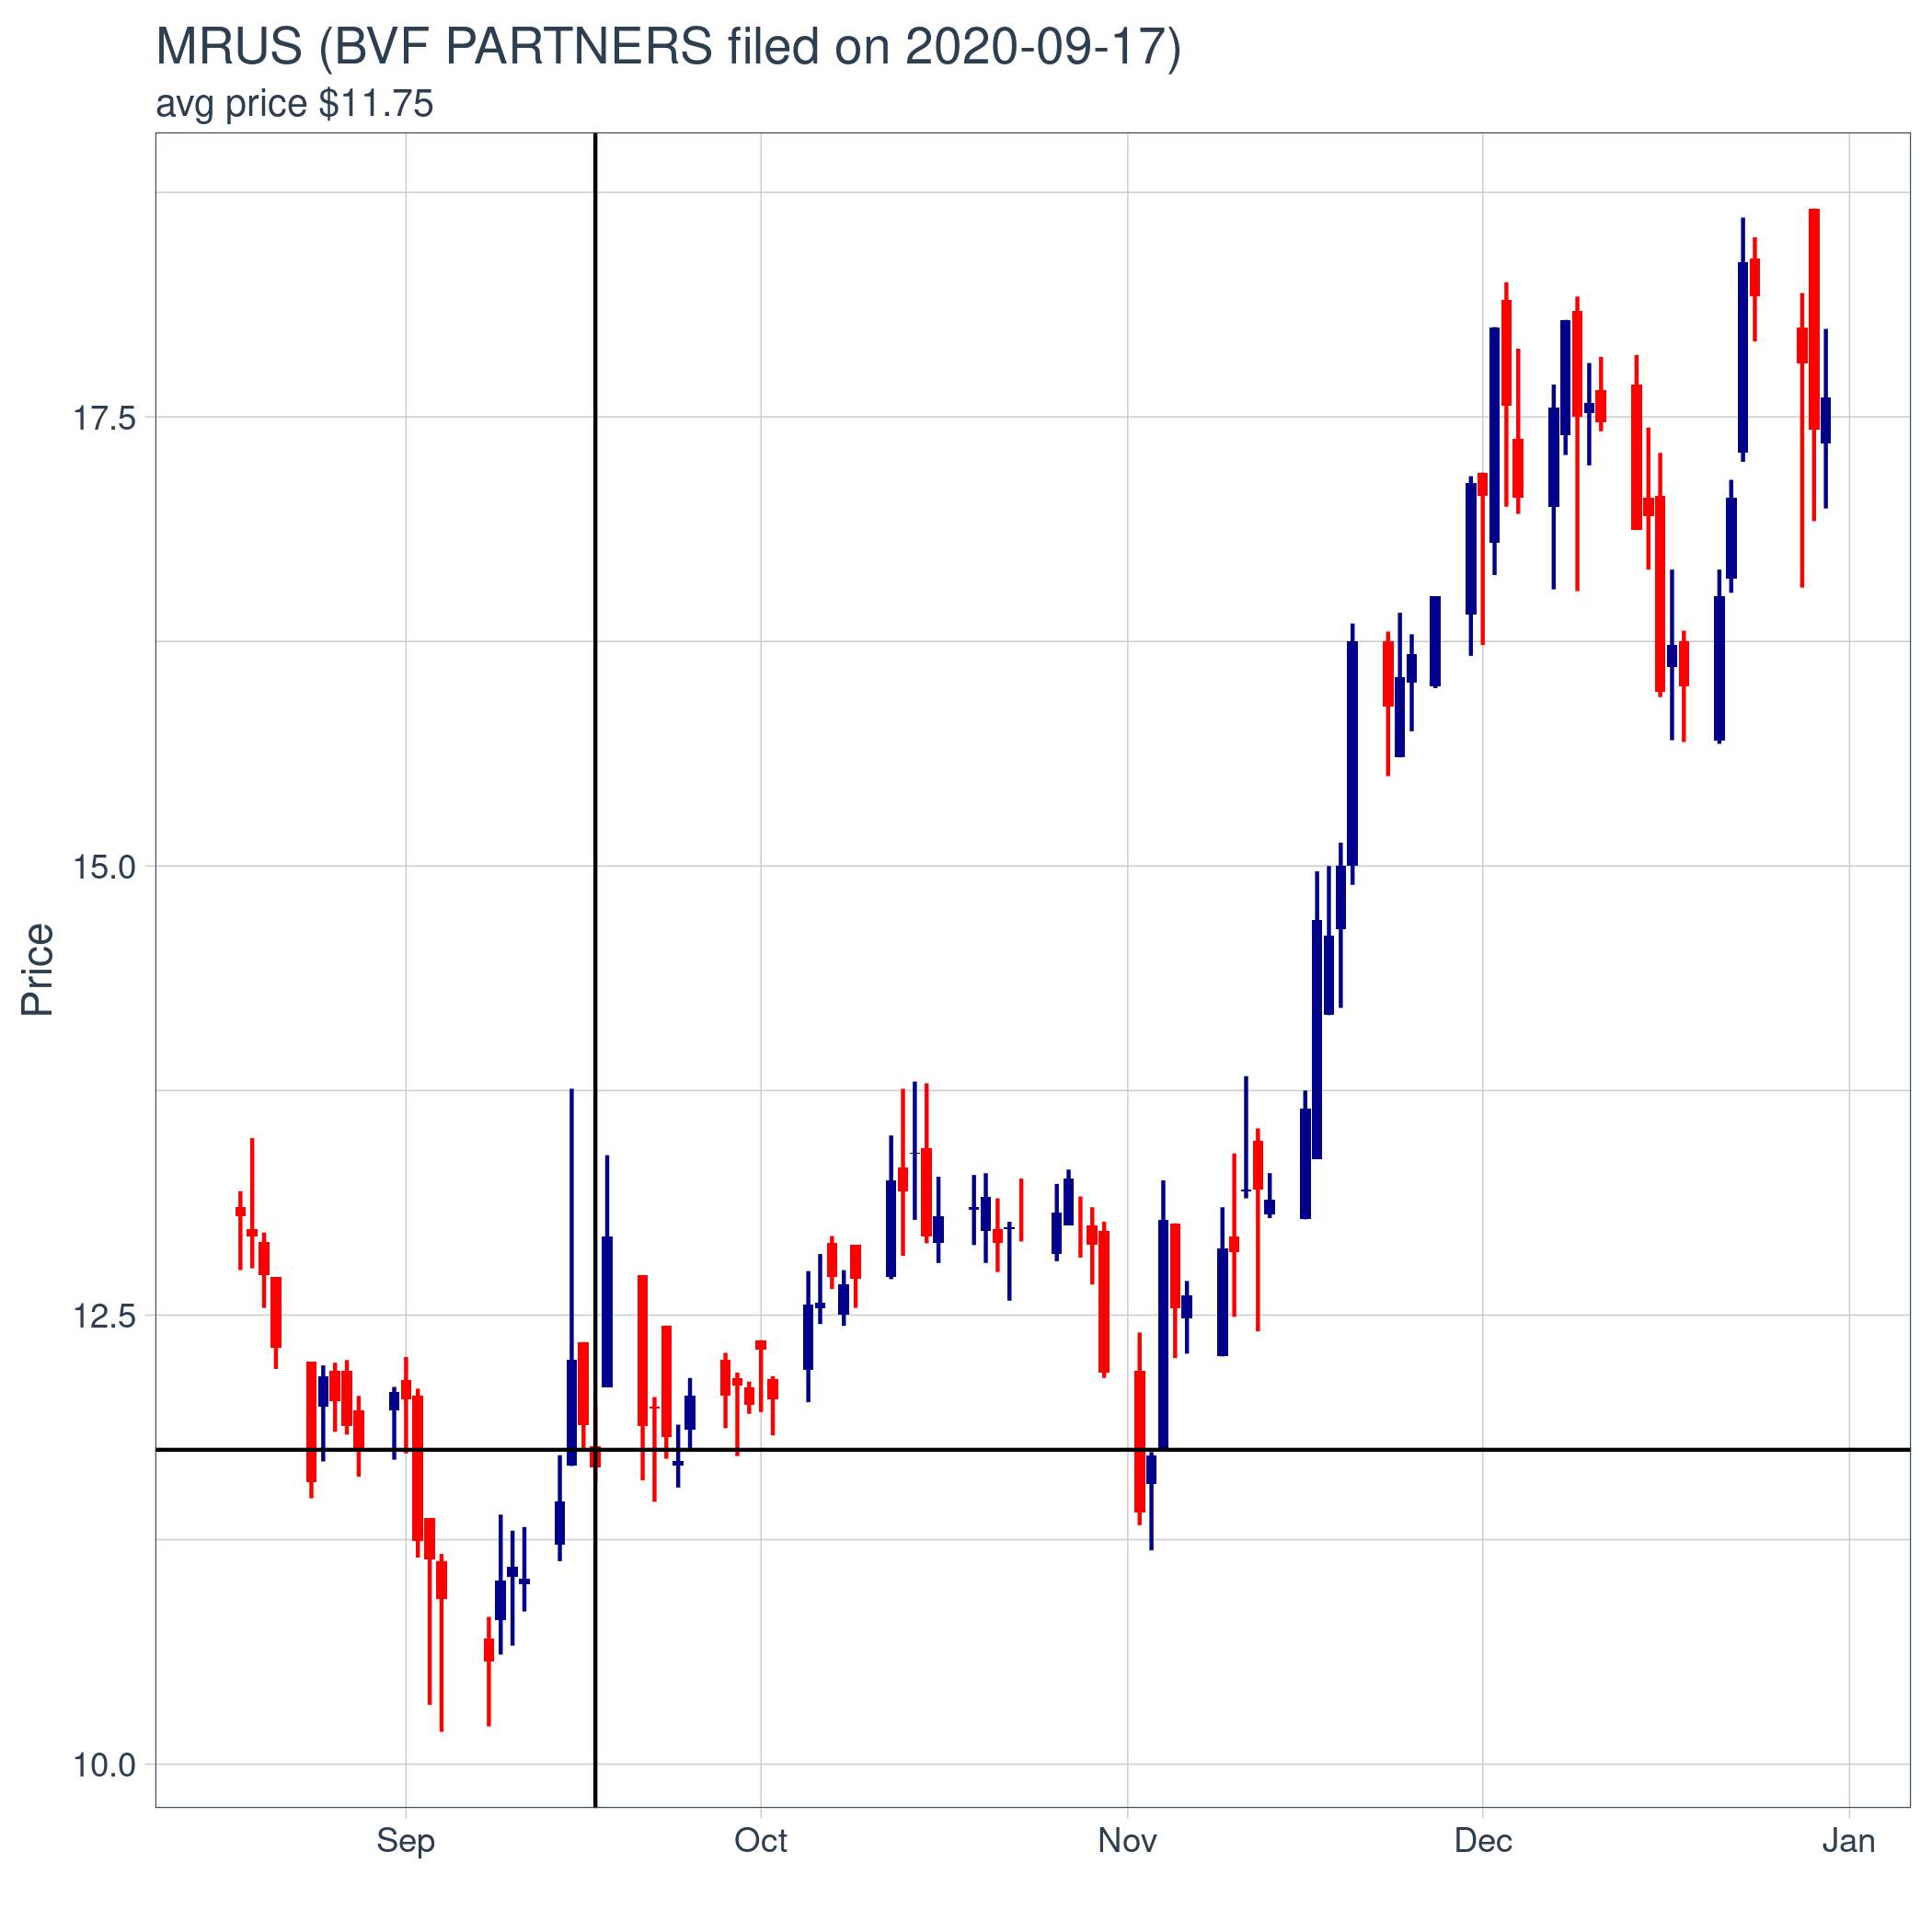 MRUS (BVF PARTNERS filed on 2020-09-17)
avg price $11.75
17.5
15.0
12.5
10.0
Price
Sep Oct Nov Dec Jan